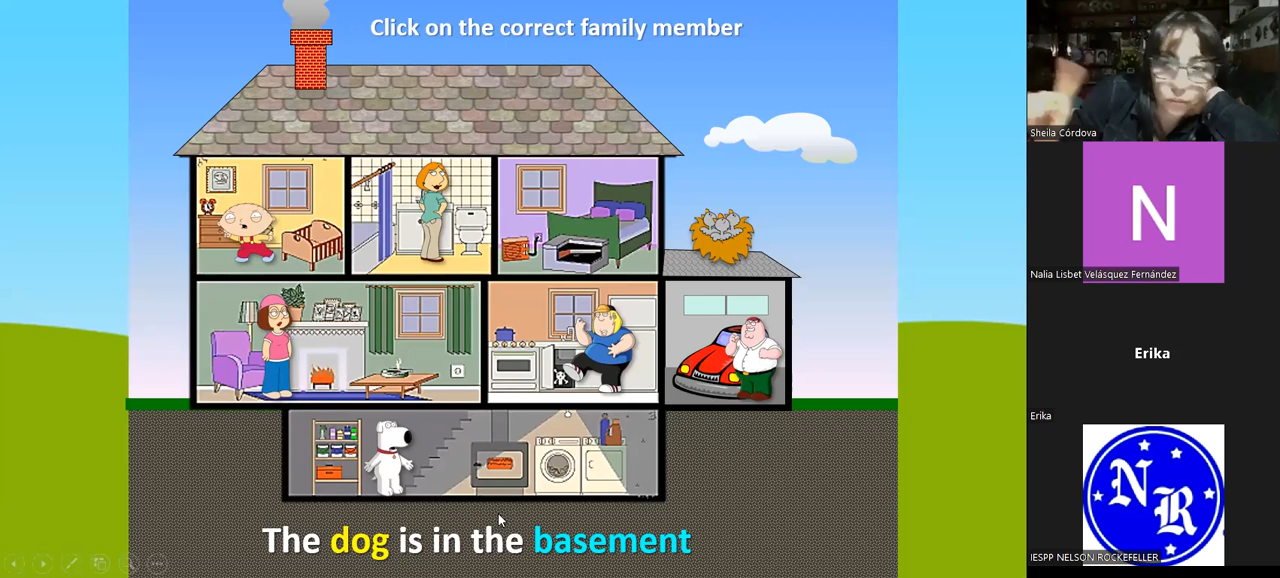 Click on the correct family member
The dog is in the basement
Sheila Córdova
N
Nalia Lisbet Velásquez Fernández
Erika
Erika
N
R
IESPP NELSON ROCKEFELLER